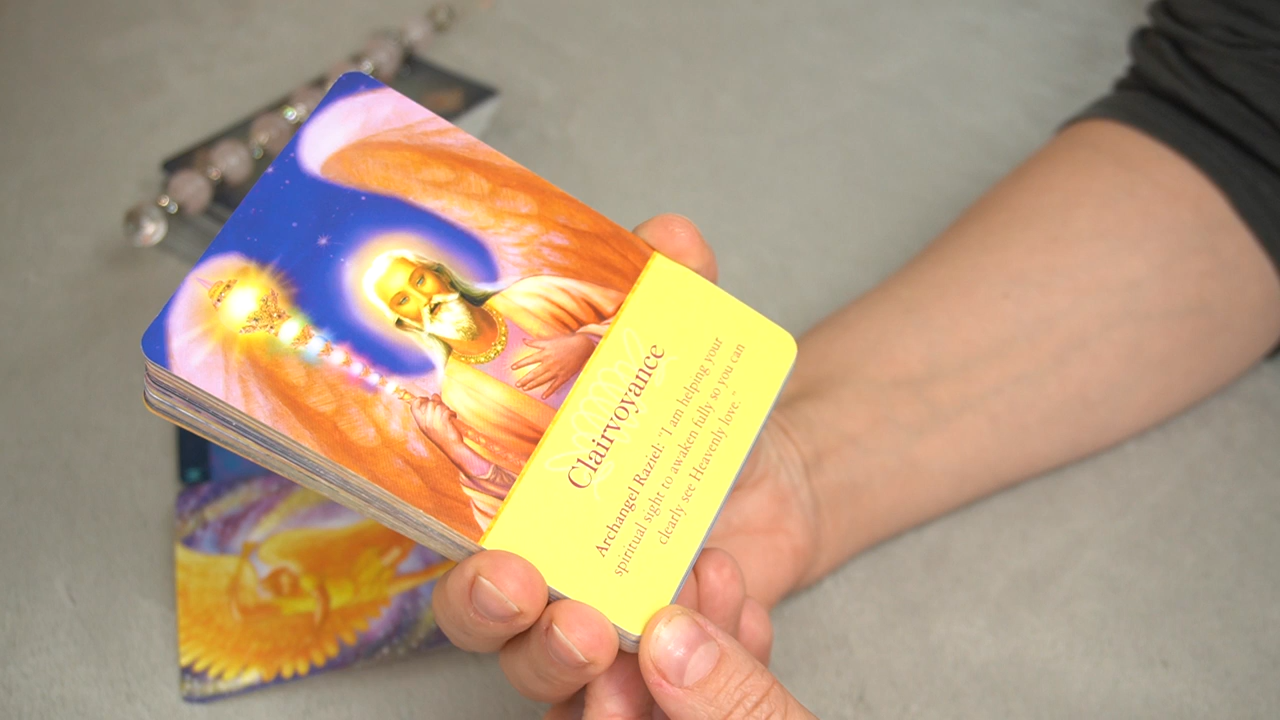 Clairvoyance
Archangel Raziel: "I am helping your
spiritual sight to awaken fully so you can
clearly see Heavenly love."